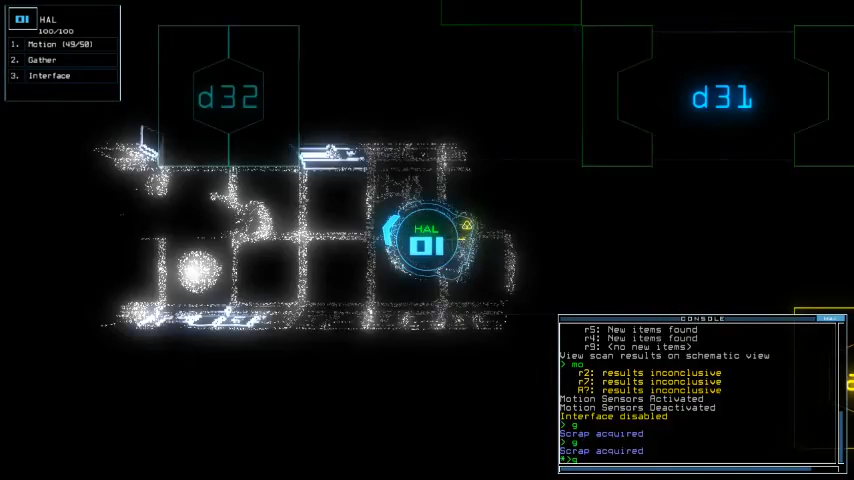 01 HAL
100/100
1. Motion (49/50)
2. Gather
3. Interface
d32
d31
HAL
01
CONSOLE
HAL
r5: New items found
r4: New items found
r9: <no new items>
View scan results on schematic view
> mo
r2: results inconclusive
r7: results inconclusive
A7: results inconclusive
Motion Sensors Activated
Motion Sensors Deactivated
Interface disabled
> g
Scrap acquired
> g
Scrap acquired
*>g